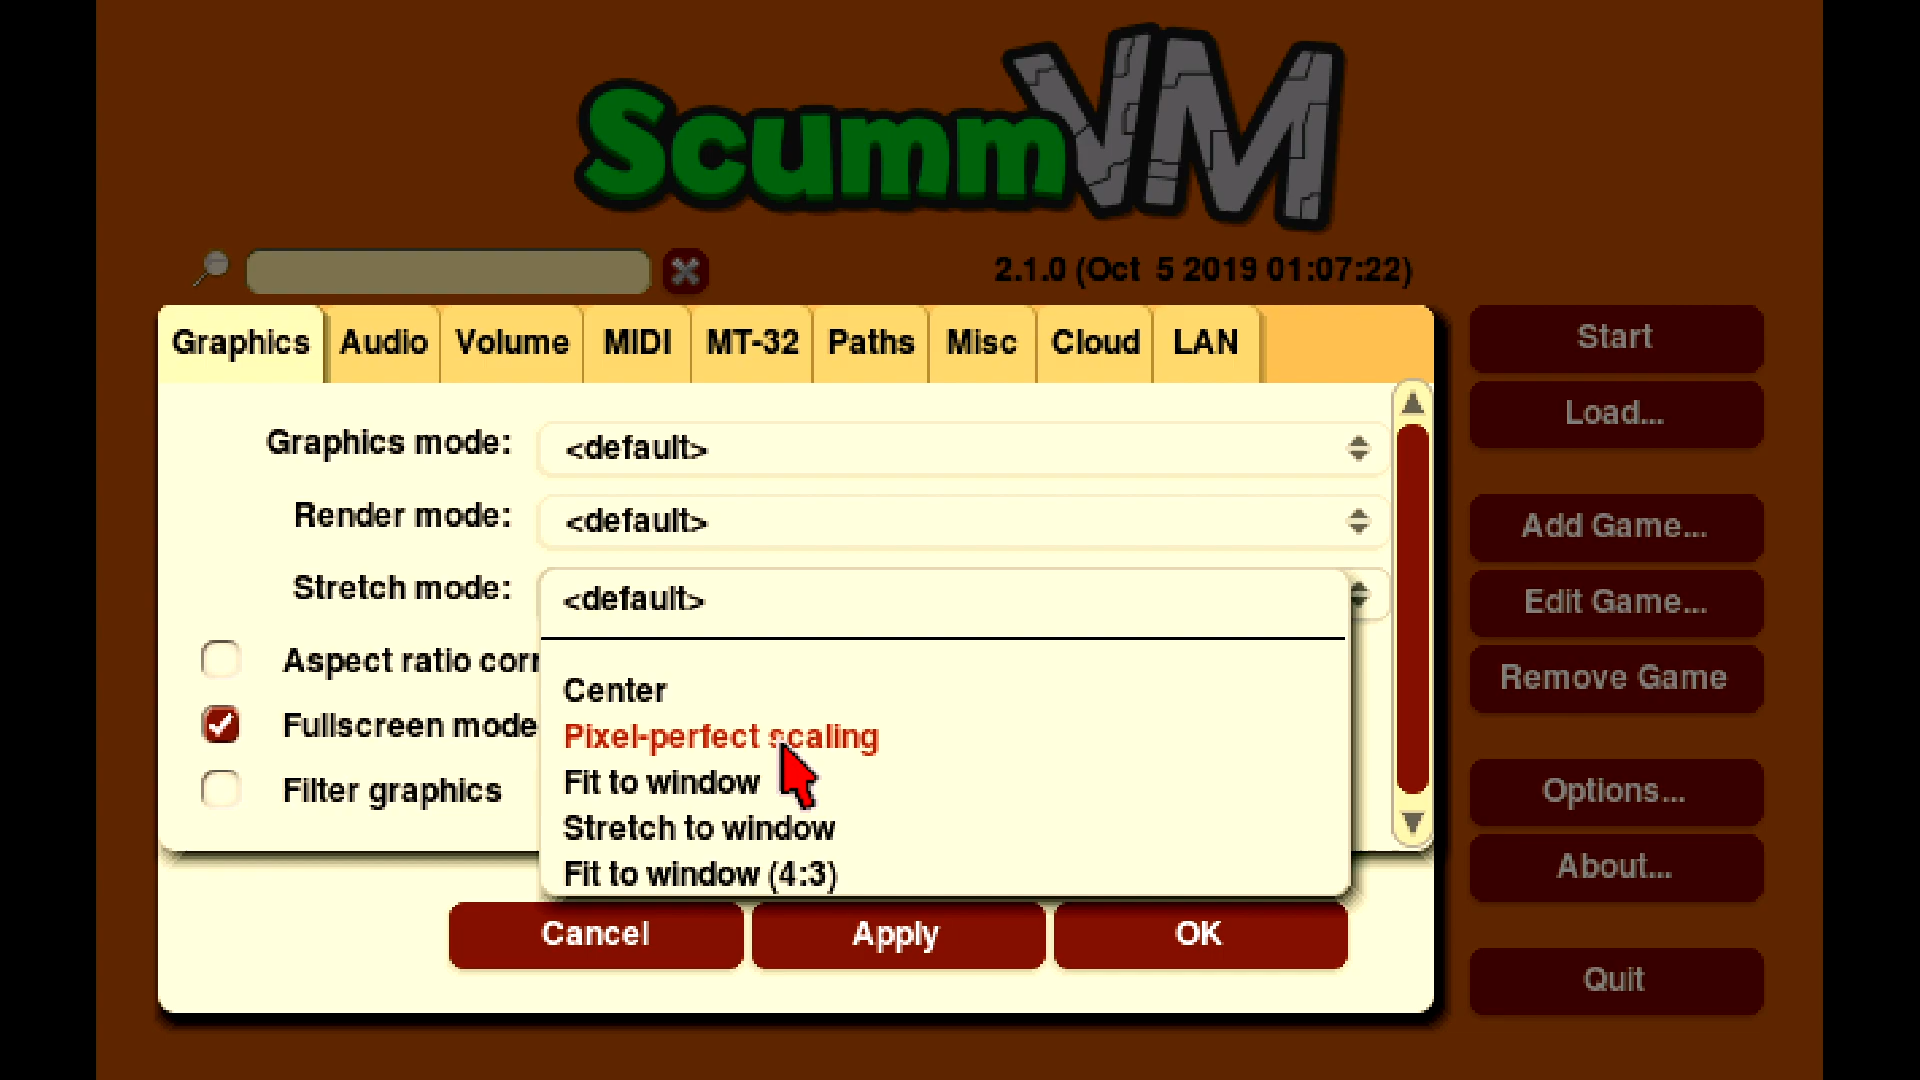 ScummVM
2.1.0 (Oct 5 2019 01:07:22)
Graphics Audio Volume MIDI MT-32 Paths Misc Cloud LAN
Graphics mode: <default>
Render mode: <default>
Stretch mode: <default>
Aspect ratio corr
Fullscreen mode
Filter graphics
Center
Pixel-perfect scaling
Fit to window
Stretch to window
Fit to window (4:3)
Cancel Apply OK
Start
Load...
Add Game...
Edit Game...
Remove Game
Options...
About...
Quit